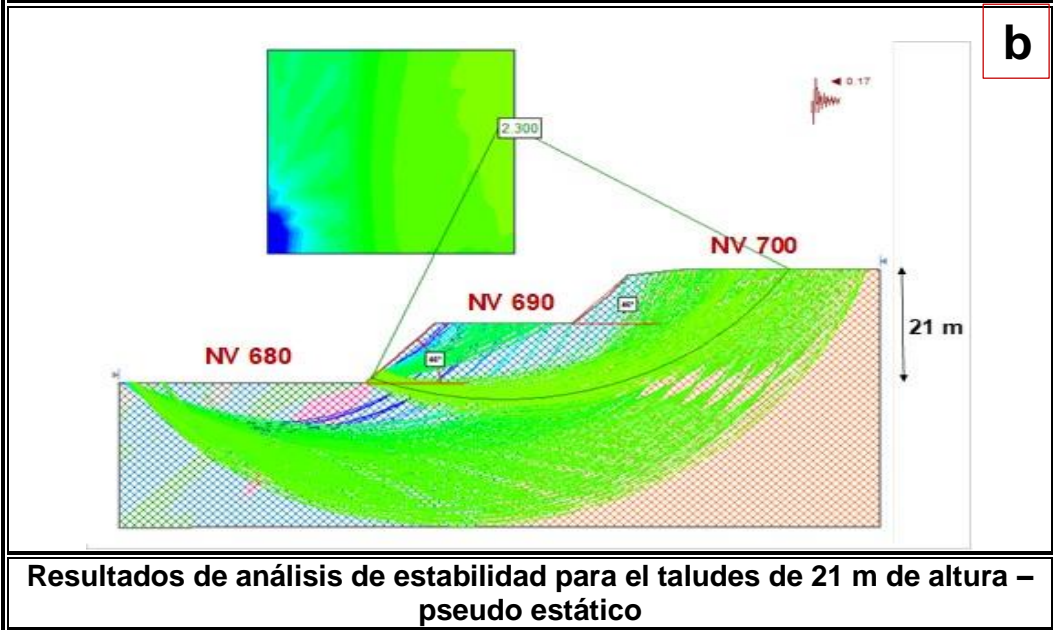 b
◄ 0.17
2.300
NV 700
NV 690
21 m
NV 680
Resultados de análisis de estabilidad para el taludes de 21 m de altura –
pseudo estático